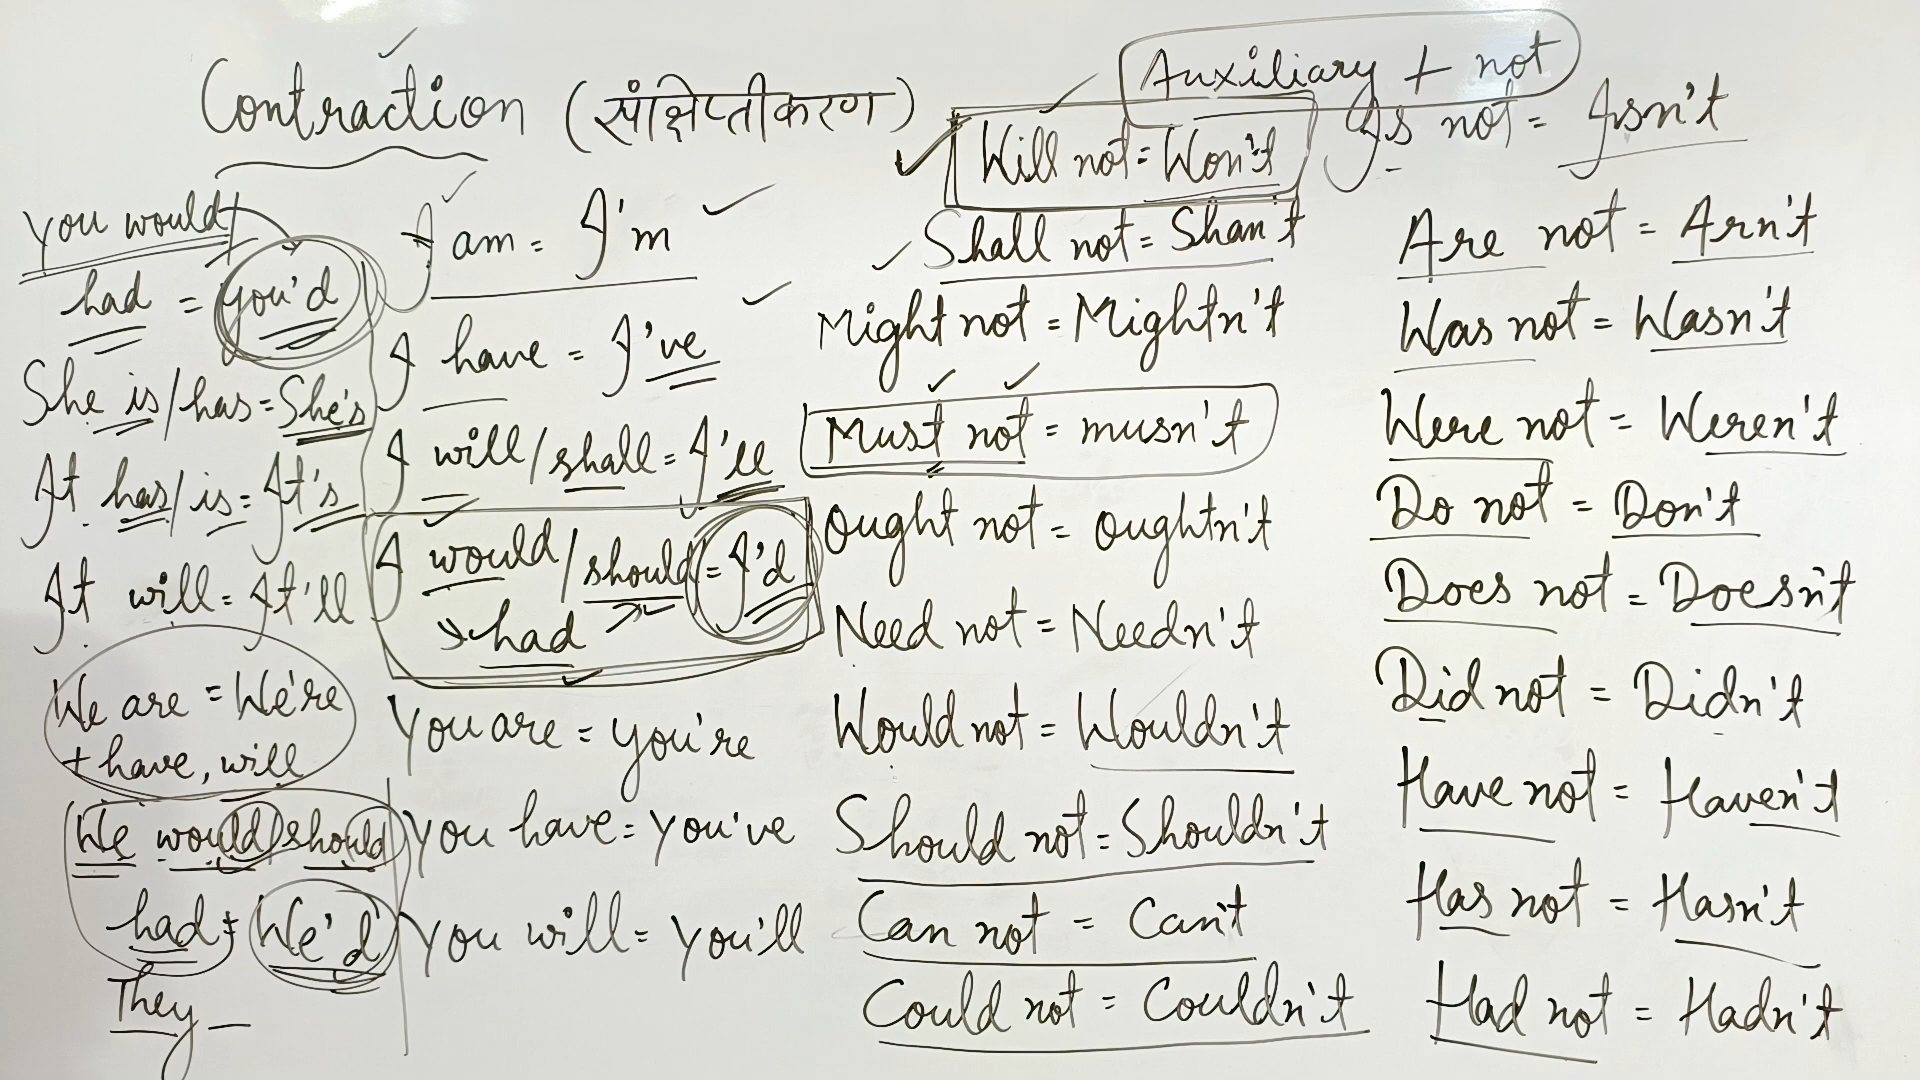 Contraction (संक्षिप्तीकरण)
You would/
had = you'd
She is/has = She's
It has/is = It's
It will = It'll
We are = We're
+ have, will
We would/should
had = We'd
They _
I am = I'm
I have = I've
I will/shall = I'll
I would/should = I'd
→ had
You are = you're
You have = You've
You will = you'll
Auxiliary + not
Will not = Won't
Shall not = Shan't
Might not = Mightn't
Must not = musn't
Ought not = oughtn't
Need not = Needn't
Would not = Wouldn't
Should not = Shouldn't
Can not = Can't
Could not = Couldn't
Is not = Isn't
Are not = Arn't
Was not = Wasn't
Were not = Weren't
Do not = Don't
Does not = Doesn't
Did not = Didn't
Have not = Haven't
Has not = Hasn't
Had not = Hadn't